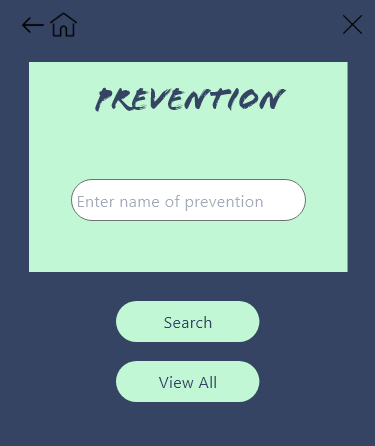 PREVENTION
Enter name of prevention
Search
View All